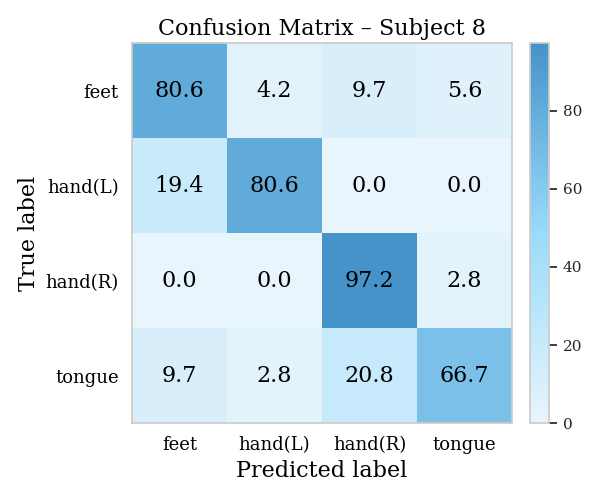 Confusion Matrix – Subject 8
feet 80.6 4.2 9.7 5.6
hand(L) 19.4 80.6 0.0 0.0
hand(R) 0.0 0.0 97.2 2.8
tongue 9.7 2.8 20.8 66.7
feet hand(L) hand(R) tongue
Predicted label
True label
80
60
40
20
0